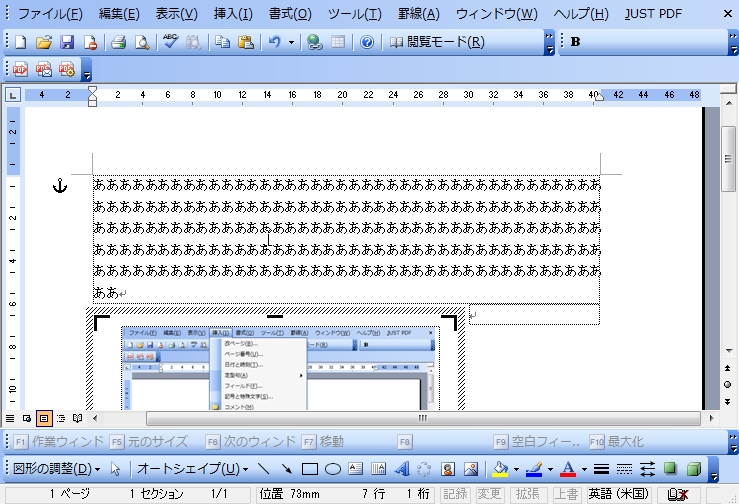 ファイル(F) 編集(E) 表示(V) 挿入(I) 書式(O) ツール(T) 罫線(A) ウィンドウ(W) ヘルプ(H) JUST PDF
閲覧モード(R) B
4 2 2 4 6 8 10 12 14 16 18 20 22 24 26 28 30 32 34 36 38 40 42 44 46 48
ああああああああああああああああああああああああああああああああああああああああ
ああああああああああああああああああああああああああああああああああああああああ
ああああああああああああああああああああああああああああああああああああああああ
ああああああああああああああああああああああああああああああああああああああああ
ああああああああああああああああああああああああああああああああああああああああ
ああ
ファイル(F) 編集(E) 表示(V) 挿入(I) 書式(O) ツール(T) 罫線(A) ウィンドウ(W) ヘルプ(H) JUST PDF
改ページ(B)...
ページ番号(U)...
日付と時刻(T)...
定型句(A)
フィールド(F)...
記号と特殊文字(S)...
コメント(M)
F1 作業ウィンド F5 元のサイズ F6 次のウィンド F7 移動 F8 F9 空白フィー.. F10 最大化
図形の調整(D) オートシェイプ(U)
1 ページ 1 セクション 1/1 位置 73mm 7 行 1 桁 記録 変更 拡張 上書 英語 (米国)